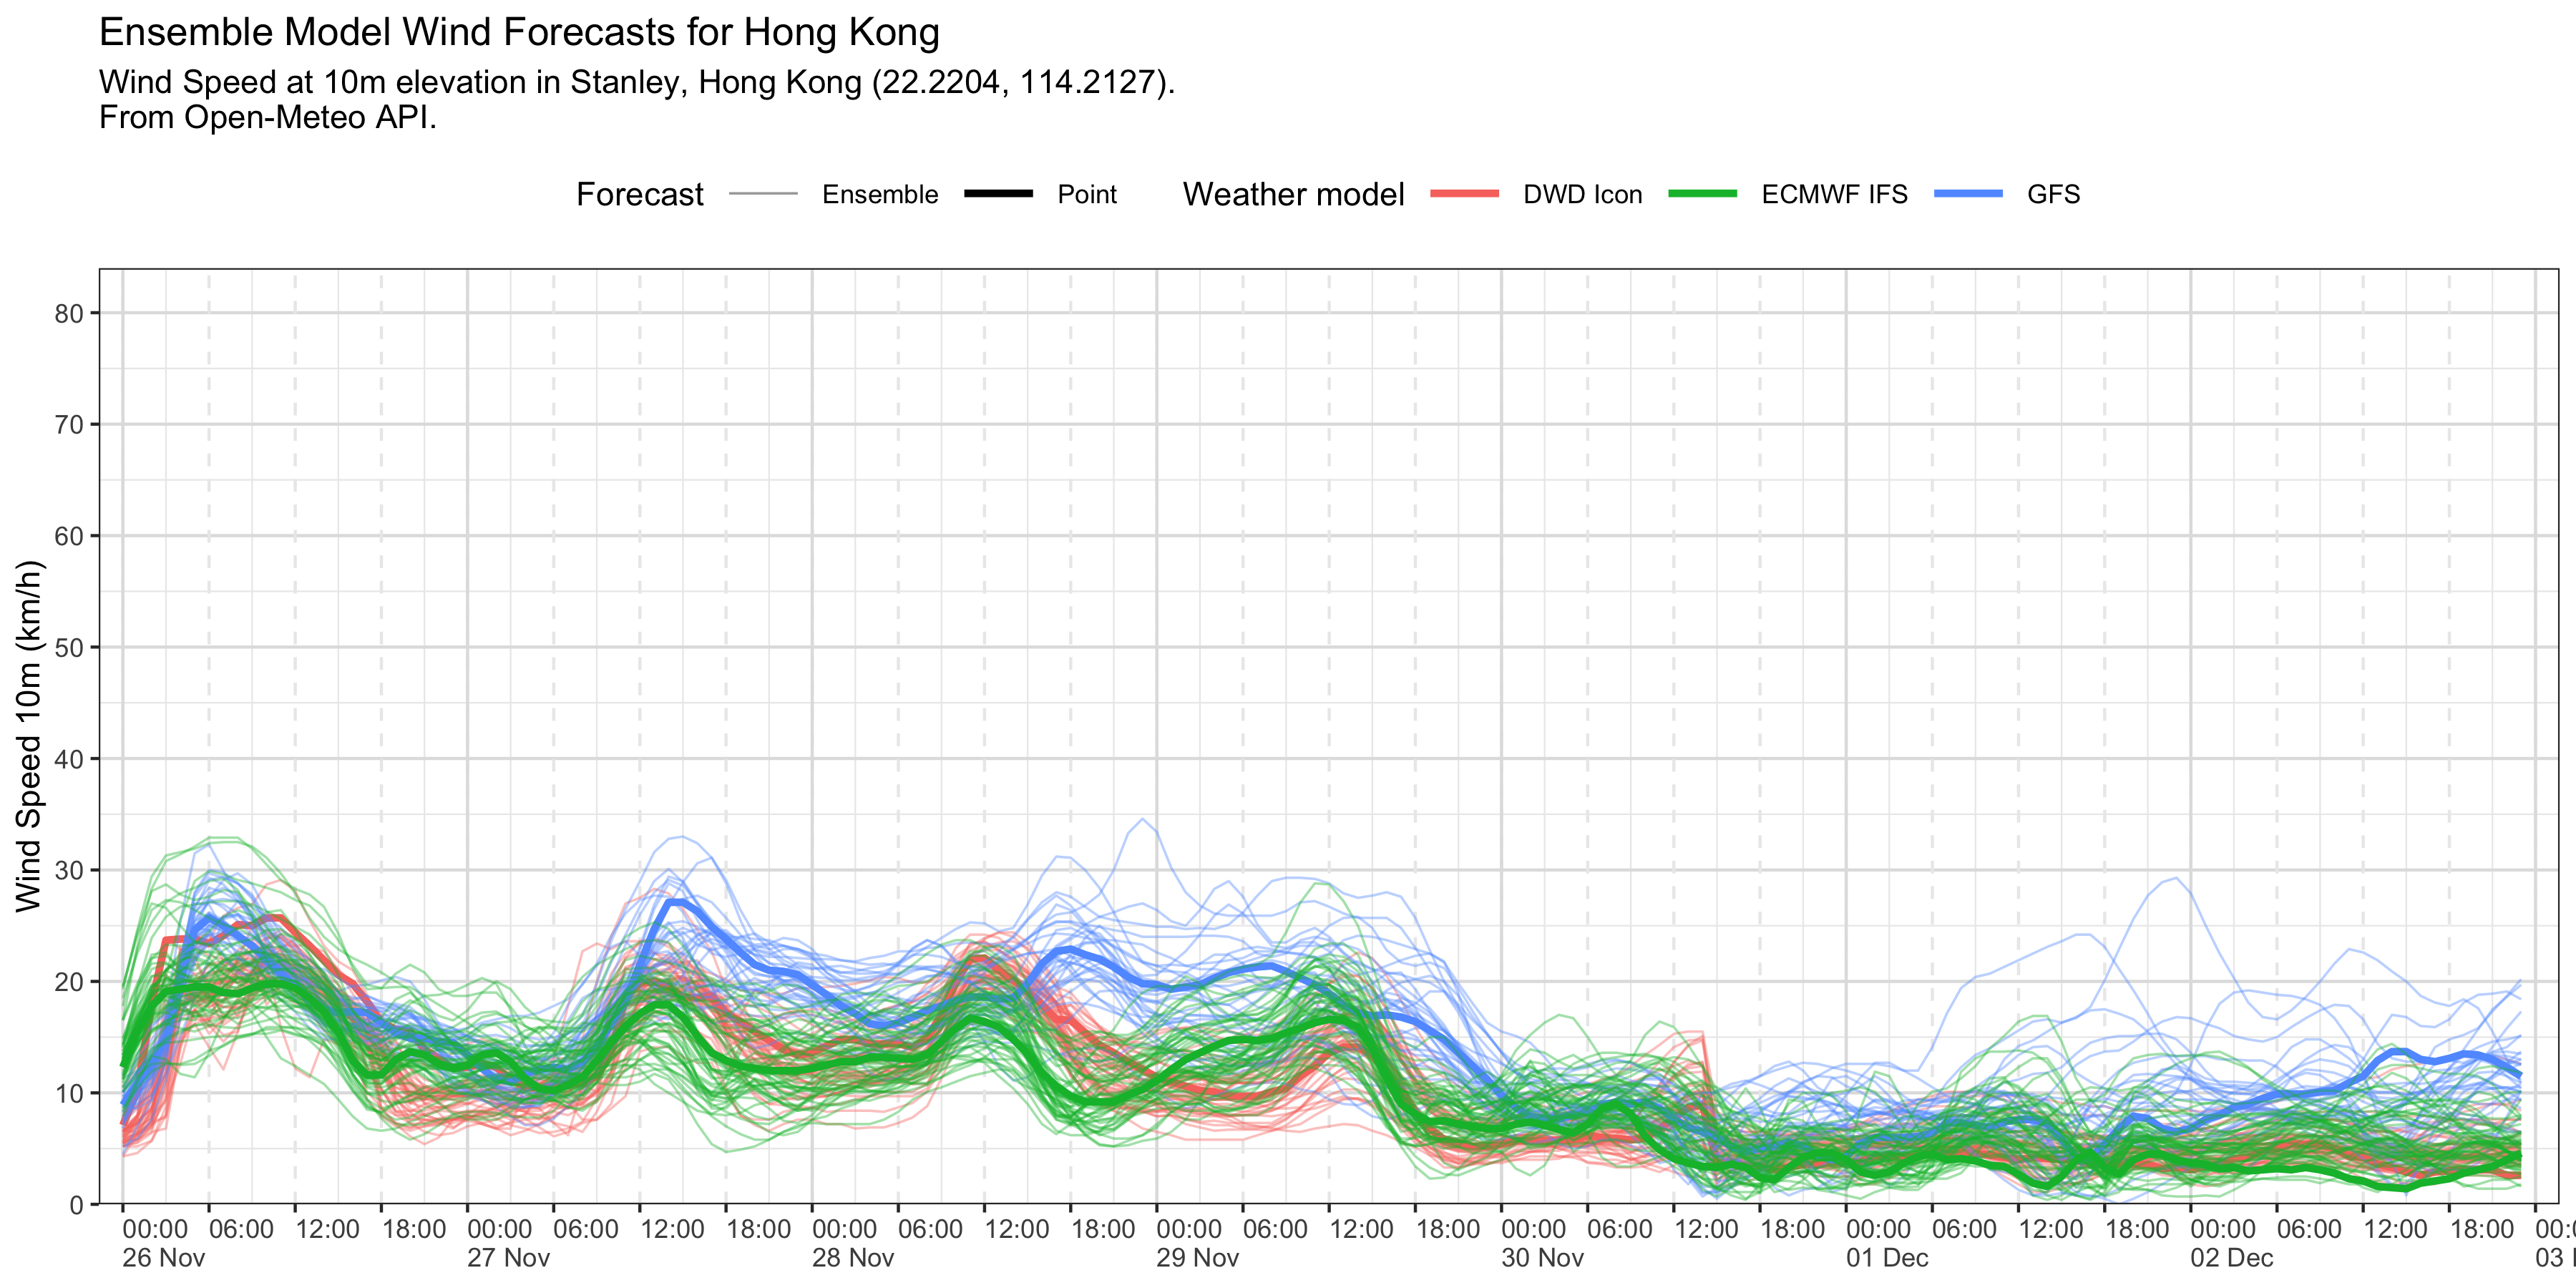 Ensemble Model Wind Forecasts for Hong Kong
Wind Speed at 10m elevation in Stanley, Hong Kong (22.2204, 114.2127).
From Open-Meteo API.
Forecast Ensemble Point Weather model DWD Icon ECMWF IFS GFS
Wind Speed 10m (km/h)
80
70
60
50
40
30
20
10
0
00:00 06:00 12:00 18:00 00:00 06:00 12:00 18:00 00:00 06:00 12:00 18:00 00:00 06:00 12:00 18:00 00:00 06:00 12:00 18:00 00:00 06:00 12:00 18:00 00:00 06:00 12:00 18:00
26 Nov 27 Nov 28 Nov 29 Nov 30 Nov 01 Dec 02 Dec 03